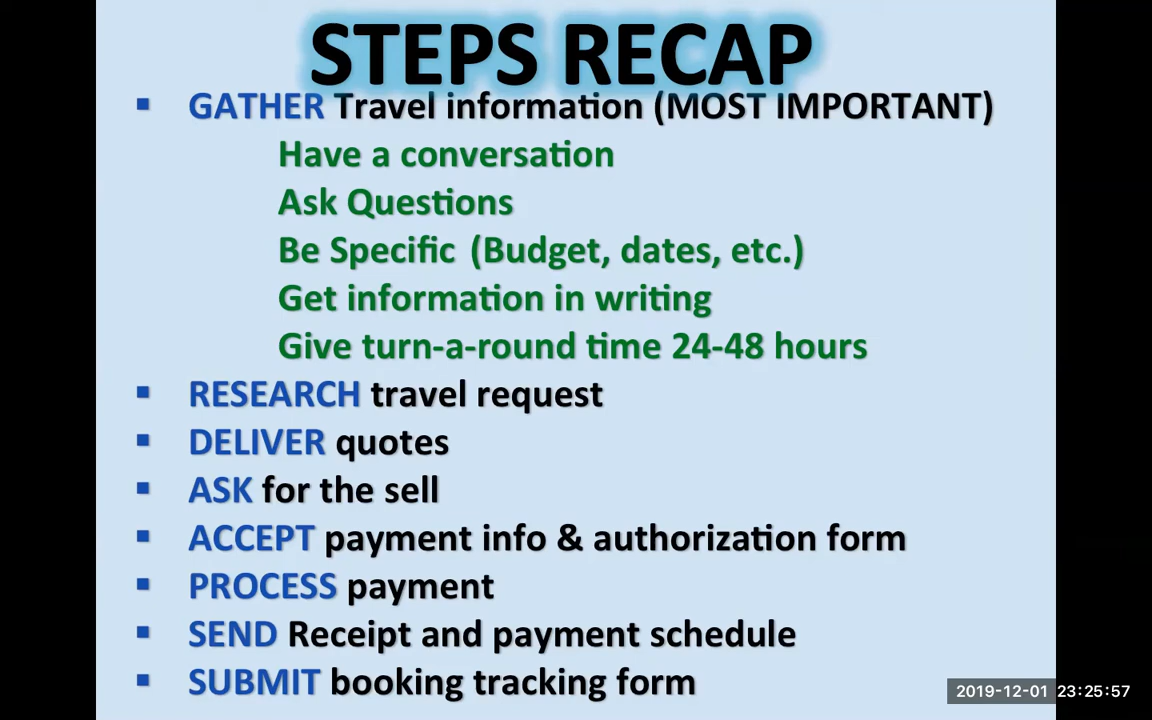 STEPS RECAP
▪ GATHER Travel information (MOST IMPORTANT)
Have a conversation
Ask Questions
Be Specific (Budget, dates, etc.)
Get information in writing
Give turn-a-round time 24-48 hours
▪ RESEARCH travel request
▪ DELIVER quotes
▪ ASK for the sell
▪ ACCEPT payment info & authorization form
▪ PROCESS payment
▪ SEND Receipt and payment schedule
▪ SUBMIT booking tracking form
2019-12-01 23:25:57